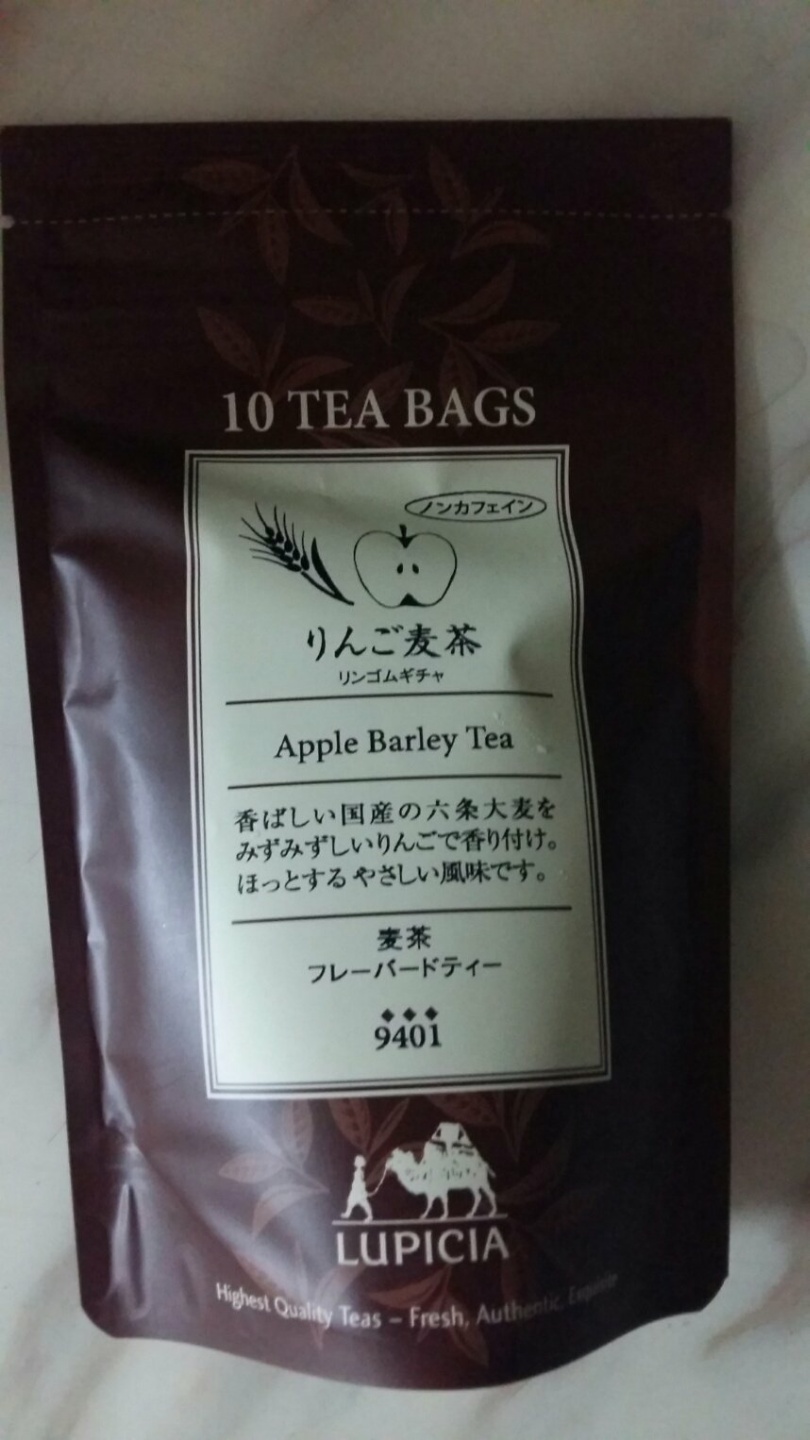 10 TEA BAGS
ノンカフェイン
りんご麦茶
リンゴムギチャ
Apple Barley Tea
香ばしい国産の六条大麦を
みずみずしいりんごで香り付け。
ほっとするやさしい風味です。
麦茶
フレーバードティー
9401
LUPICIA
Highest Quality Teas – Fresh, Authentic, Exquisite